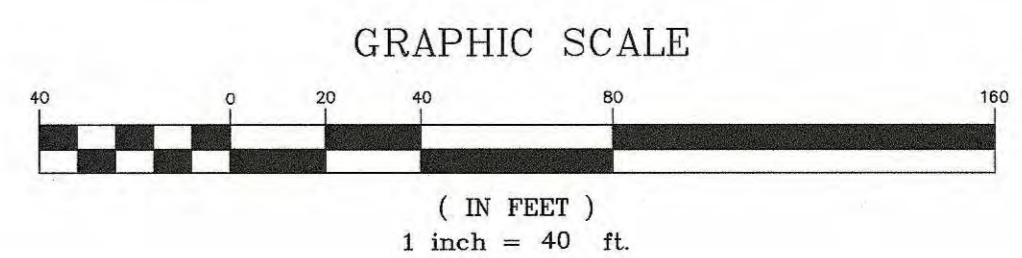 GRAPHIC SCALE
40 0 20 40 80 160
( IN FEET )
1 inch = 40 ft.